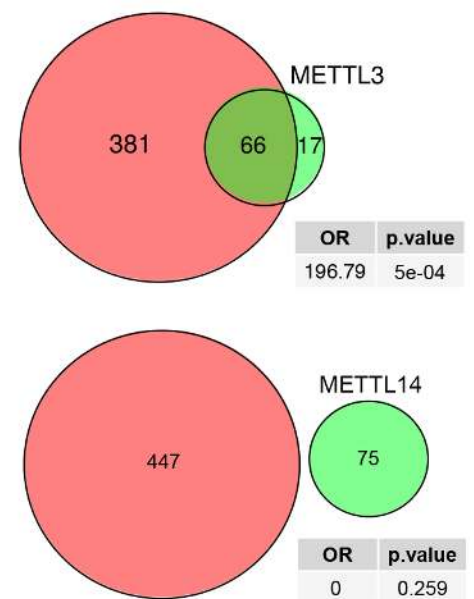 METTL3
381 66 17
OR p.value
196.79 5e-04
METTL14
447 75
OR p.value
0 0.259